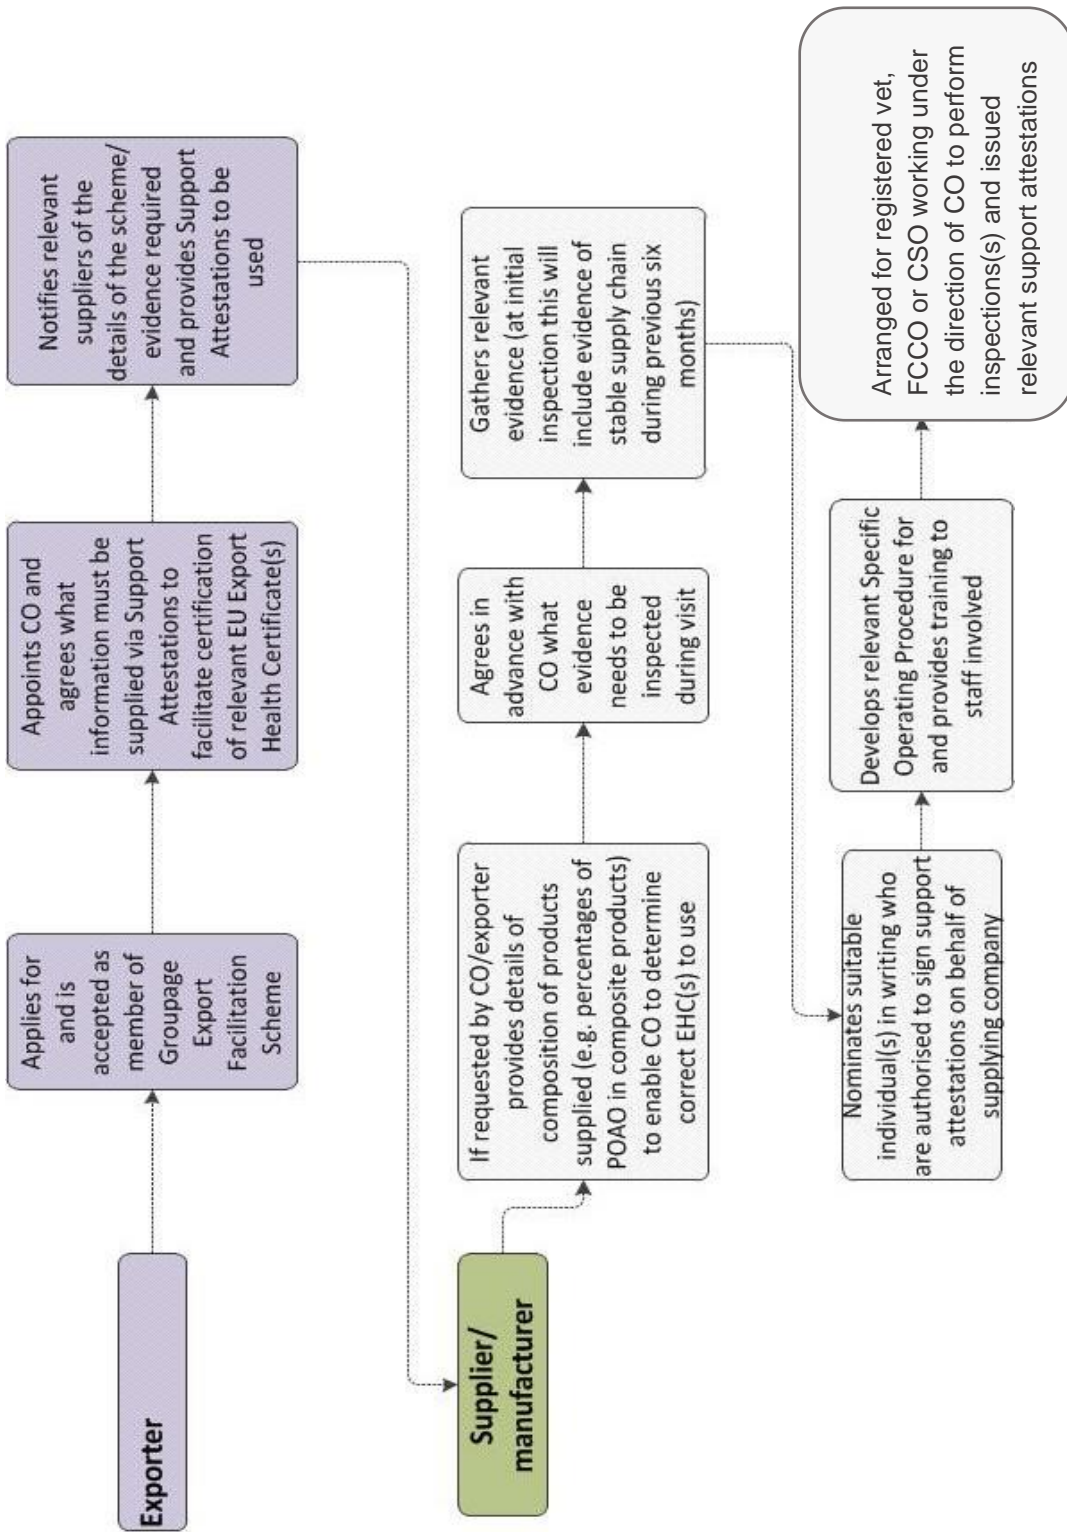 Exporter
Applies for
and is
accepted as
member of
Groupage
Export
Facilitation
Scheme
Appoints CO and
agrees what
information must be
supplied via Support
Attestations to
facilitate certification
of relevant EU Export
Health Certificate(s)
Notifies relevant
suppliers of the
details of the scheme/
evidence required
and provides Support
Attestations to be
used
Supplier/
manufacturer
If requested by CO/exporter
provides details of
composition of products
supplied (e.g. percentages of
POAO in composite products)
to enable CO to determine
correct EHC(s) to use
Agrees in
advance with
CO what
evidence
needs to be
inspected
during visit
Gathers relevant
evidence (at initial
inspection this will
include evidence of
stable supply chain
during previous six
months)
Nominates suitable
individual(s) in writing who
are authorised to sign support
attestations on behalf of
supplying company
Develops relevant Specific
Operating Procedure for
and provides training to
staff involved
Arranged for registered vet,
FCCO or CSO working under
the direction of CO to perform
inspections(s) and issued
relevant support attestations